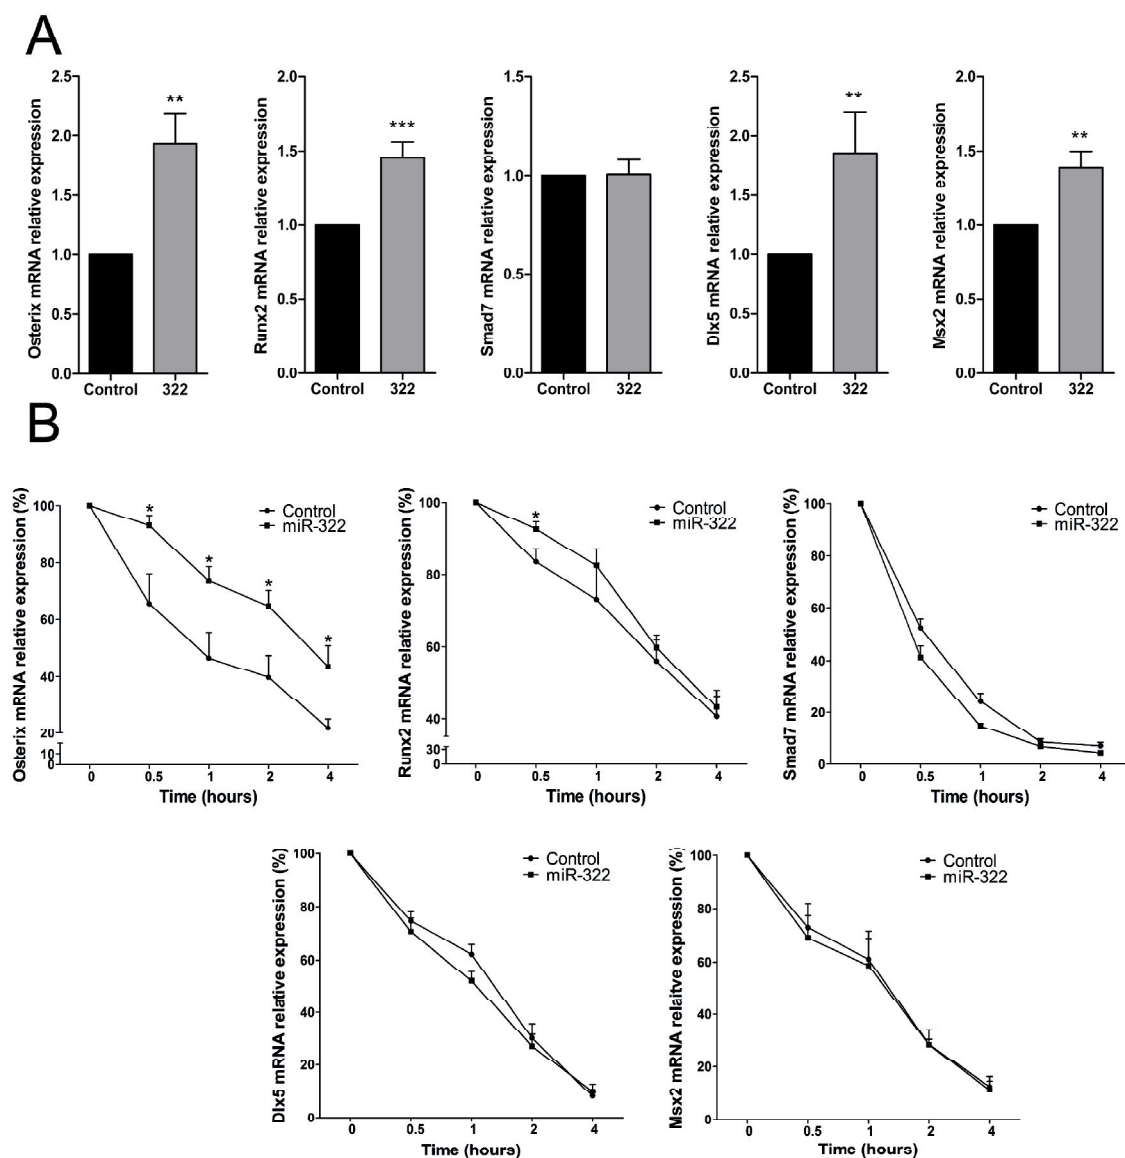 A
Osterix mRNA relative expression
2.5
2.0
1.5
1.0
0.5
0.0
**
Control 322
Runx2 mRNA relative expression
2.0
1.5
1.0
0.5
0.0
***
Control 322
Smad7 mRNA relative expression
1.5
1.0
0.5
0.0
Control 322
Dlx5 mRNA relative expression
2.5
2.0
1.5
1.0
0.5
0.0
**
Control 322
Msx2 mRNA relative expression
2.0
1.5
1.0
0.5
0.0
**
Control 322
B
Osterix mRNA relative expression (%)
100
80
60
40
20
10
0
* * * *
Control
miR-322
0 0.5 1 2 4
Time (hours)
Runx2 mRNA relative expression (%)
100
80
60
40
30
0
*
Control
miR-322
0 0.5 1 2 4
Time (hours)
Smad7 mRNA relative expression (%)
100
80
60
40
20
0
Control
miR-322
0 0.5 1 2 4
Time (hours)
Dlx5 mRNA relative expression (%)
100
80
60
40
20
0
Control
miR-322
0 0.5 1 2 4
Time (hours)
Msx2 mRNA relaitve expression (%)
100
80
60
40
20
0
Control
miR-322
0 0.5 1 2 4
Time (hours)